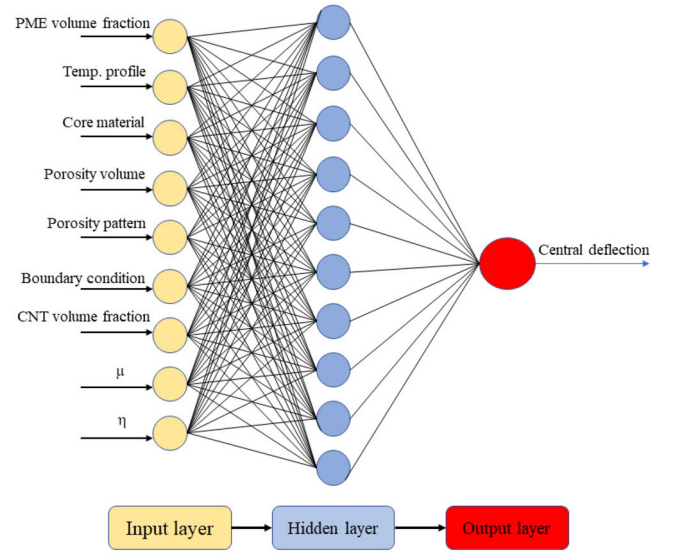 PME volume fraction
Temp. profile
Core material
Porosity volume
Porosity pattern
Boundary condition
CNT volume fraction
μ
η
Central deflection
Input layer
Hidden layer
Output layer